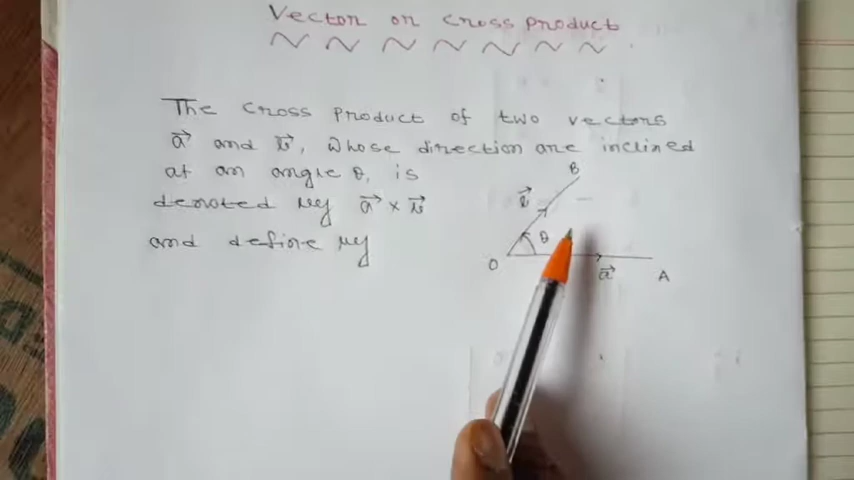 Vector or cross product
The cross product of two vectors
a⃗ and b⃗, whose direction are inclined
at an angle θ, is
denoted by a⃗ × b⃗
and define by
B
b⃗
θ
O
a⃗
A